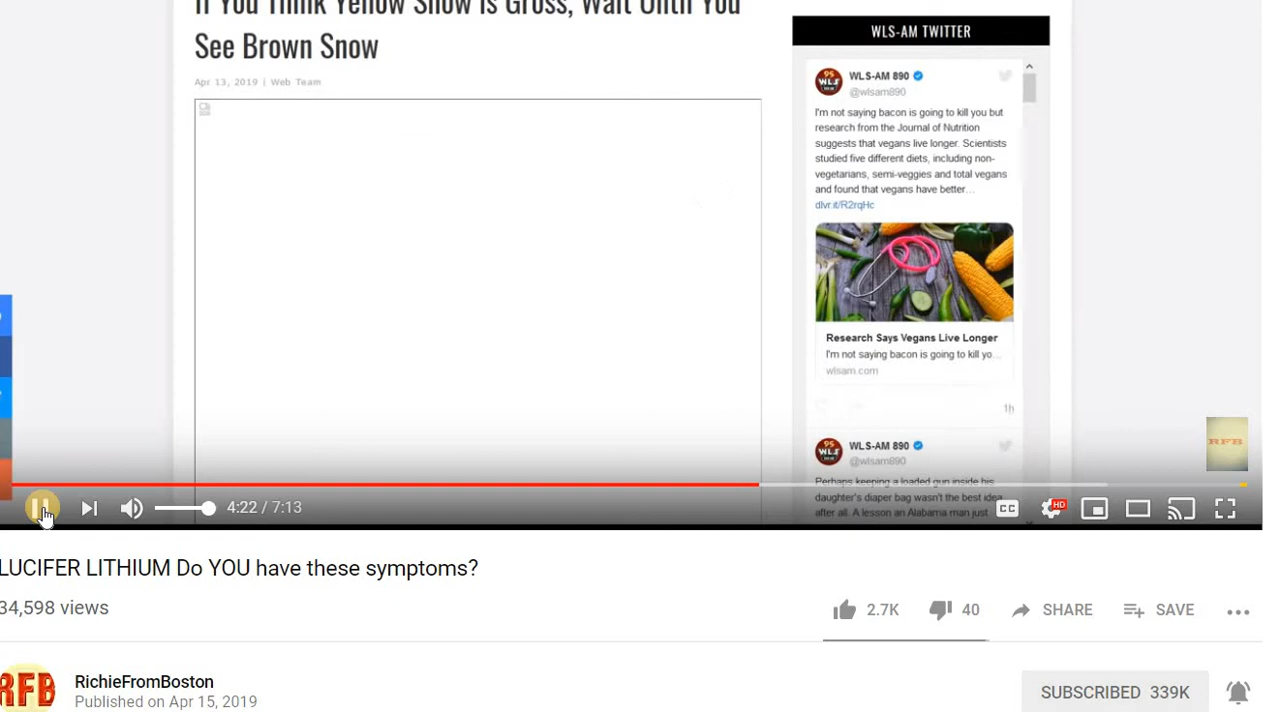 If You Think Yellow Snow Is Gross, Wait Until You
See Brown Snow
Apr 13, 2019 | Web Team
WLS-AM TWITTER
WLS-AM 890
@wlsam890
I'm not saying bacon is going to kill you but
research from the Journal of Nutrition
suggests that vegans live longer. Scientists
studied five different diets, including non-
vegetarians, semi-veggies and total vegans
and found that vegans have better…
dlvr.it/R2rqHc
Research Says Vegans Live Longer
I'm not saying bacon is going to kill yo…
wlsam.com
1h
WLS-AM 890
@wlsam890
Perhaps keeping a loaded gun inside his
daughter's diaper bag wasn't the best idea
after all. A lesson an Alabama man just
RFB
4:22 / 7:13
CC
HD
LUCIFER LITHIUM Do YOU have these symptoms?
34,598 views
2.7K
40
SHARE
SAVE
RFB
RichieFromBoston
Published on Apr 15, 2019
SUBSCRIBED 339K